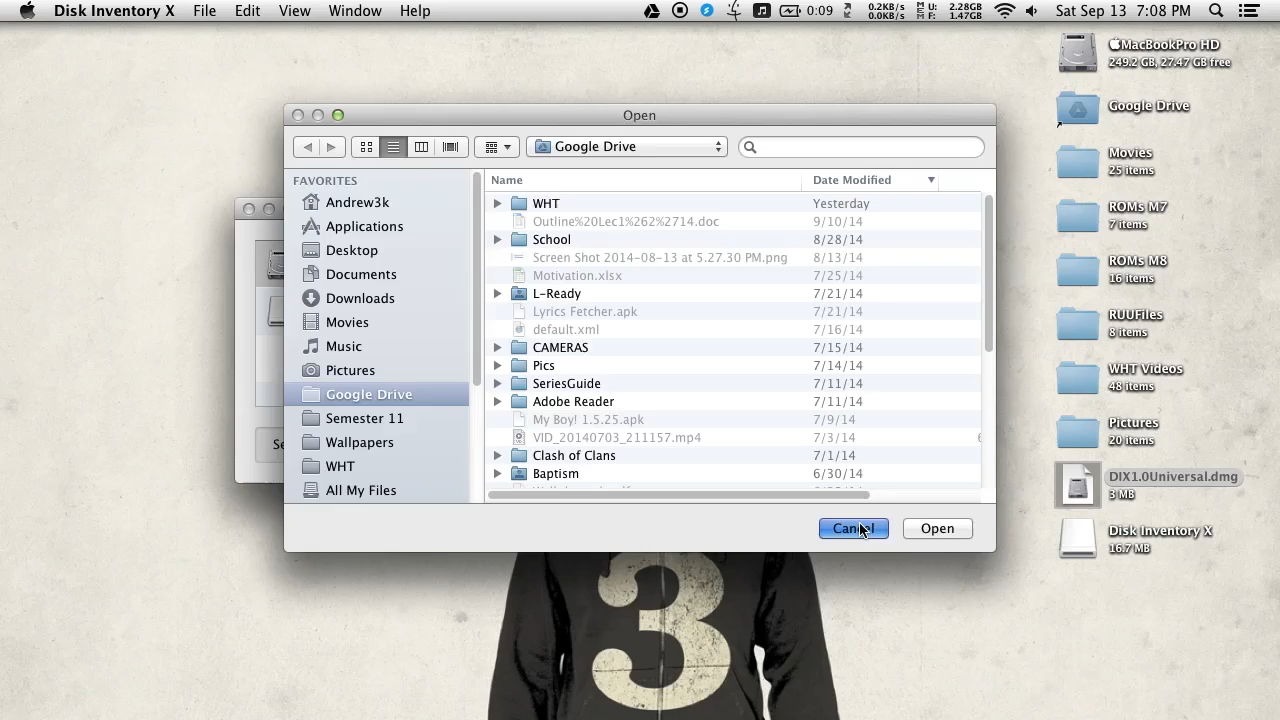 Disk Inventory X File Edit View Window Help 0:09 0.2KB/s 0.0KB/s U: 2.28GB F: 1.47GB Sat Sep 13 7:08 PM
MacBookPro HD
249.2 GB, 27.47 GB free
Google Drive
Movies
25 items
ROMs M7
7 items
ROMs M8
16 items
RUUFiles
8 items
WHT Videos
48 items
Pictures
20 items
DIX1.0Universal.dmg
3 MB
Disk Inventory X
16.7 MB
Open
Google Drive
FAVORITES
Andrew3k
Applications
Desktop
Documents
Downloads
Movies
Music
Pictures
Google Drive
Semester 11
Wallpapers
WHT
All My Files
Name Date Modified
WHT Yesterday
Outline%20Lec1%262%2714.doc 9/10/14
School 8/28/14
Screen Shot 2014-08-13 at 5.27.30 PM.png 8/13/14
Motivation.xlsx 7/25/14
L-Ready 7/21/14
Lyrics Fetcher.apk 7/21/14
default.xml 7/16/14
CAMERAS 7/15/14
Pics 7/14/14
SeriesGuide 7/11/14
Adobe Reader 7/11/14
My Boy! 1.5.25.apk 7/9/14
VID_20140703_211157.mp4 7/3/14
Clash of Clans 7/1/14
Baptism 6/30/14
Cancel Open
3